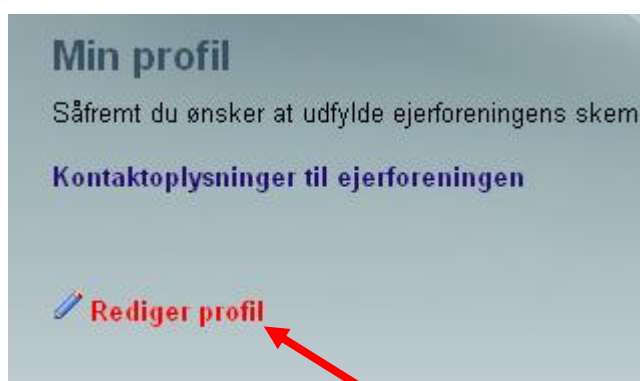 Min profil
Såfremt du ønsker at udfylde ejerforeningens skem
Kontaktoplysninger til ejerforeningen
Rediger profil